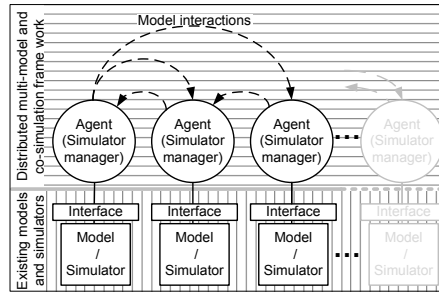 Model interactions
Distributed multi-model and
co-simulation frame work
Agent
(Simulator
manager)
Agent
(Simulator
manager)
Agent
(Simulator
manager)
Agent
(Simulator
manager)
Existing models
and simulators
Interface
Interface
Interface
Interface
Model
/
Simulator
Model
/
Simulator
Model
/
Simulator
Model
/
Simulator